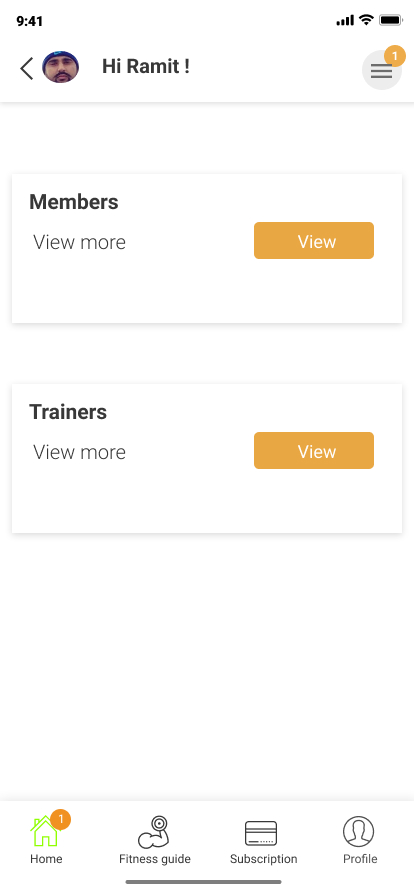 9:41
Hi Ramit !
1
Members
View more
View
Trainers
View more
View
1
Home
Fitness guide
Subscription
Profile